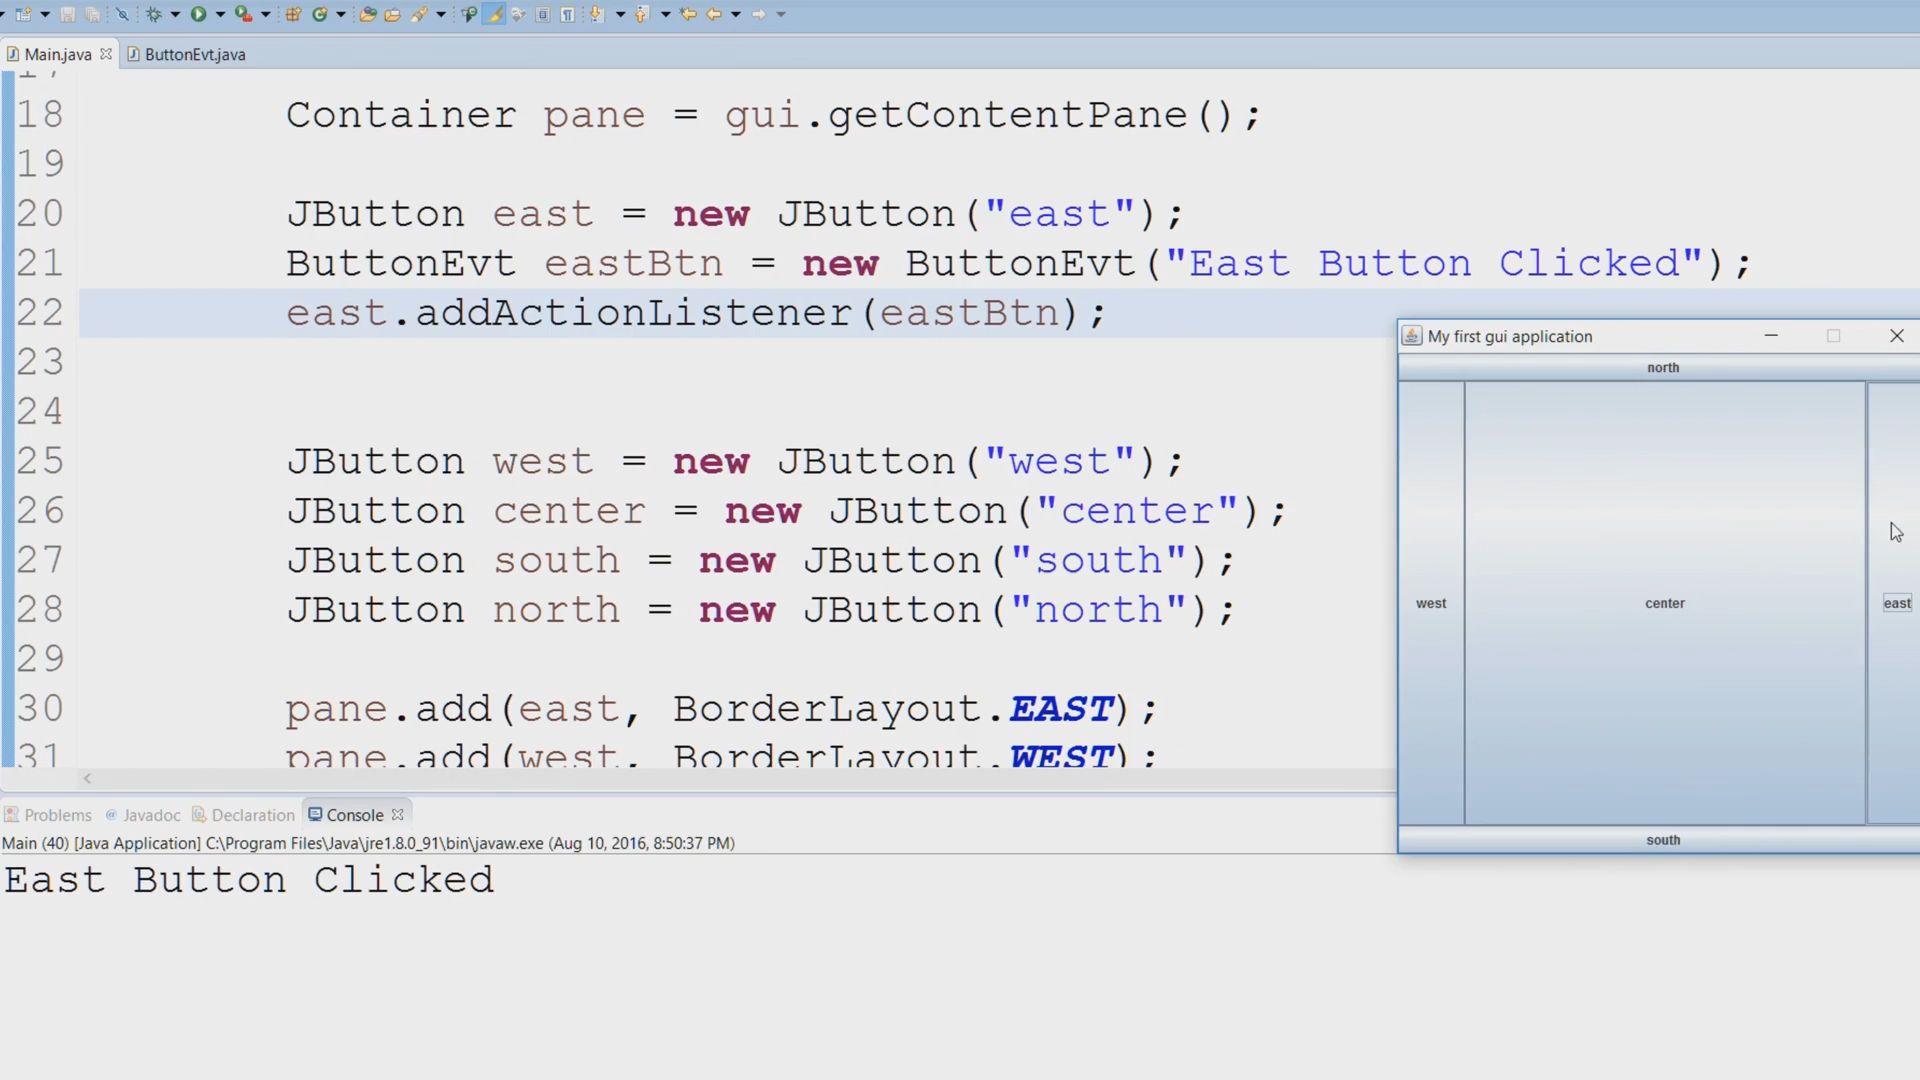 Main.java
ButtonEvt.java
18 Container pane = gui.getContentPane();
19
20 JButton east = new JButton("east");
21 ButtonEvt eastBtn = new ButtonEvt("East Button Clicked");
22 east.addActionListener(eastBtn);
23
24
25 JButton west = new JButton("west");
26 JButton center = new JButton("center");
27 JButton south = new JButton("south");
28 JButton north = new JButton("north");
29
30 pane.add(east, BorderLayout.EAST);
31 pane.add(west, BorderLayout.WEST);
My first gui application
north
west
center
east
south
Problems @ Javadoc Declaration Console
Main (40) [Java Application] C:\Program Files\Java\jre1.8.0_91\bin\javaw.exe (Aug 10, 2016, 8:50:37 PM)
East Button Clicked